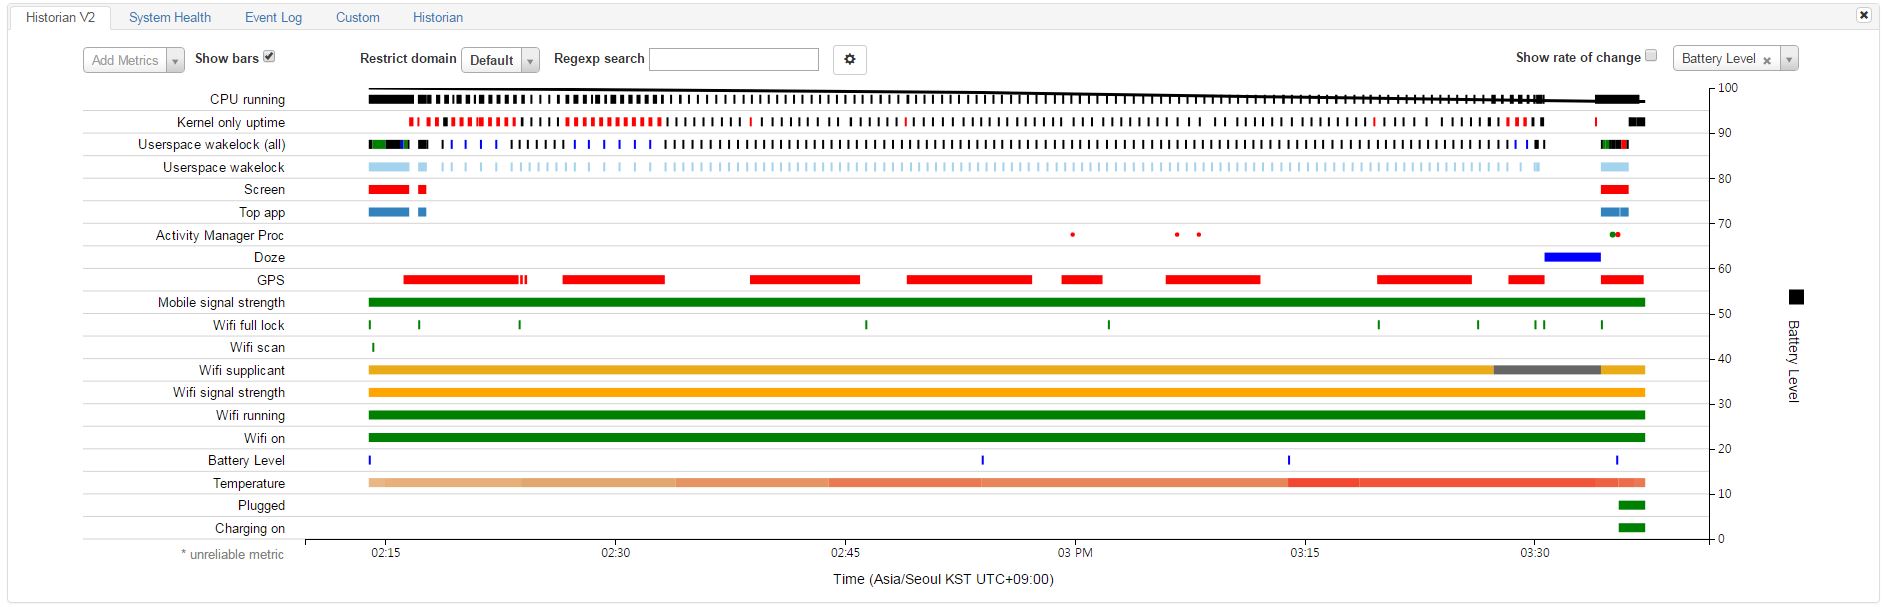 Historian V2 System Health Event Log Custom Historian
Add Metrics Show bars Restrict domain Default Regexp search Show rate of change Battery Level
CPU running
Kernel only uptime
Userspace wakelock (all)
Userspace wakelock
Screen
Top app
Activity Manager Proc
Doze
GPS
Mobile signal strength
Wifi full lock
Wifi scan
Wifi supplicant
Wifi signal strength
Wifi running
Wifi on
Battery Level
Temperature
Plugged
Charging on
* unreliable metric
100
90
80
70
60
50
40
30
20
10
0
Battery Level
02:15 02:30 02:45 03 PM 03:15 03:30
Time (Asia/Seoul KST UTC+09:00)